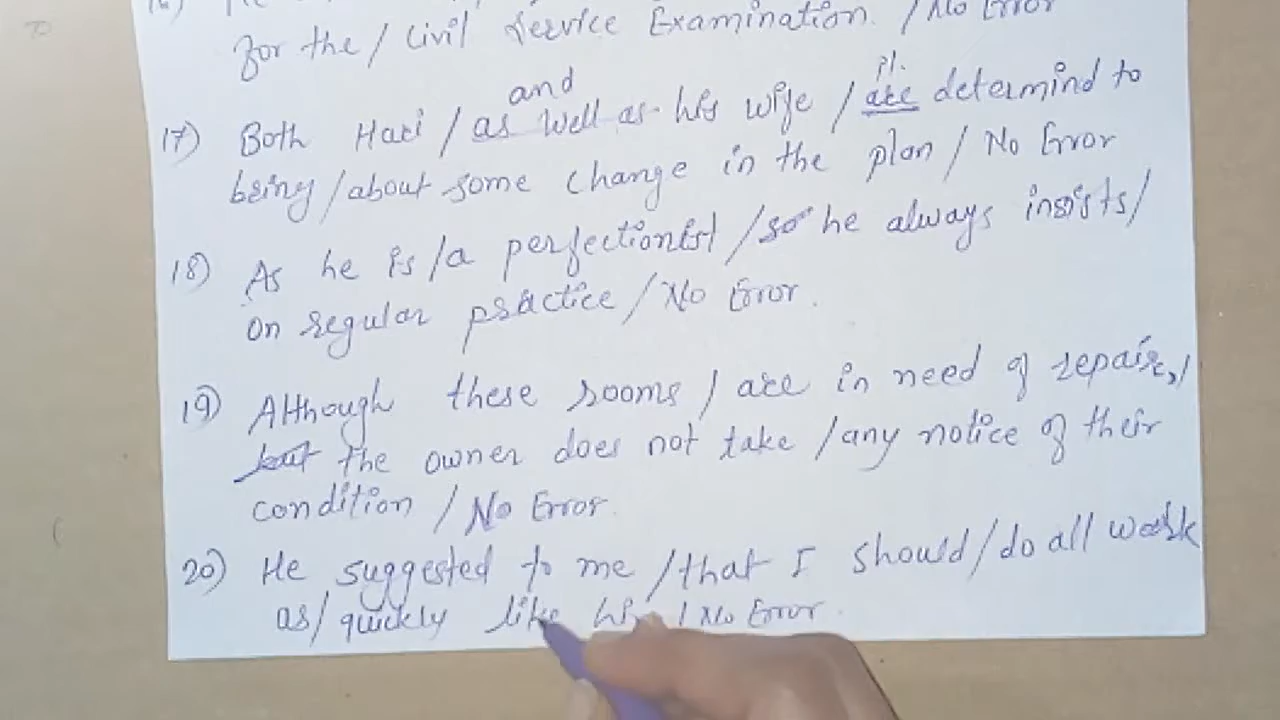 16) He
for the / Civil Service Examination. / No Error
and
pl.
17) Both Hari / as well as his wife / are determind to
being / about some change in the plan / No Error
18) As he is / a perfectionist / so he always insists /
on regular practice / No Error.
19) Although these rooms / are in need of repair, /
but the owner does not take / any notice of their
condition / No Error.
20) He suggested to me / that I should / do all work
as / quickly like / No Error.